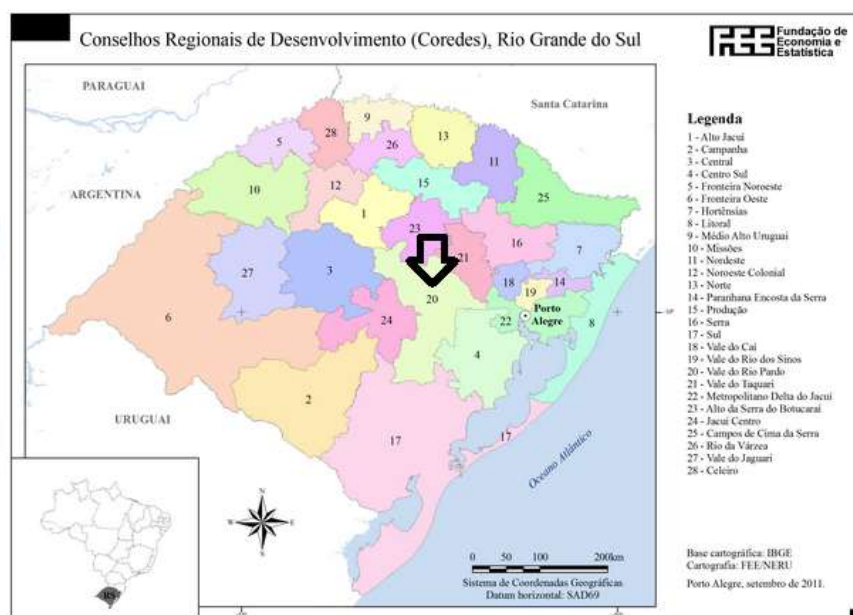 Conselhos Regionais de Desenvolvimento (Coredes), Rio Grande do Sul
FEE Fundação de
Economia e
Estatística
PARAGUAI
Santa Catarina
ARGENTINA
URUGUAI
Oceano Atlântico
Porto
Alegre
9
28
5
26
13
11
15
10
12
25
1
23
16
7
21
27
3
18
14
19
20
6
24
22
8
4
2
17
17
Legenda
1 - Alto Jacuí
2 - Campanha
3 - Central
4 - Centro Sul
5 - Fronteira Noroeste
6 - Fronteira Oeste
7 - Hortênsias
8 - Litoral
9 - Médio Alto Uruguai
10 - Missões
11 - Nordeste
12 - Noroeste Colonial
13 - Norte
14 - Paranhana Encosta da Serra
15 - Produção
16 - Serra
17 - Sul
18 - Vale do Caí
19 - Vale do Rio dos Sinos
20 - Vale do Rio Pardo
21 - Vale do Taquari
22 - Metropolitano Delta do Jacuí
23 - Alto da Serra do Botucaraí
24 - Jacuí Centro
25 - Campos de Cima da Serra
26 - Rio da Várzea
27 - Vale do Jaguari
28 - Celeiro
RS
N
W
E
S
0 50 100 200km
Sistema de Coordenadas Geográficas
Datum horizontal: SAD69
Base cartográfica: IBGE
Cartografia: FEE/NERU
Porto Alegre, setembro de 2011.